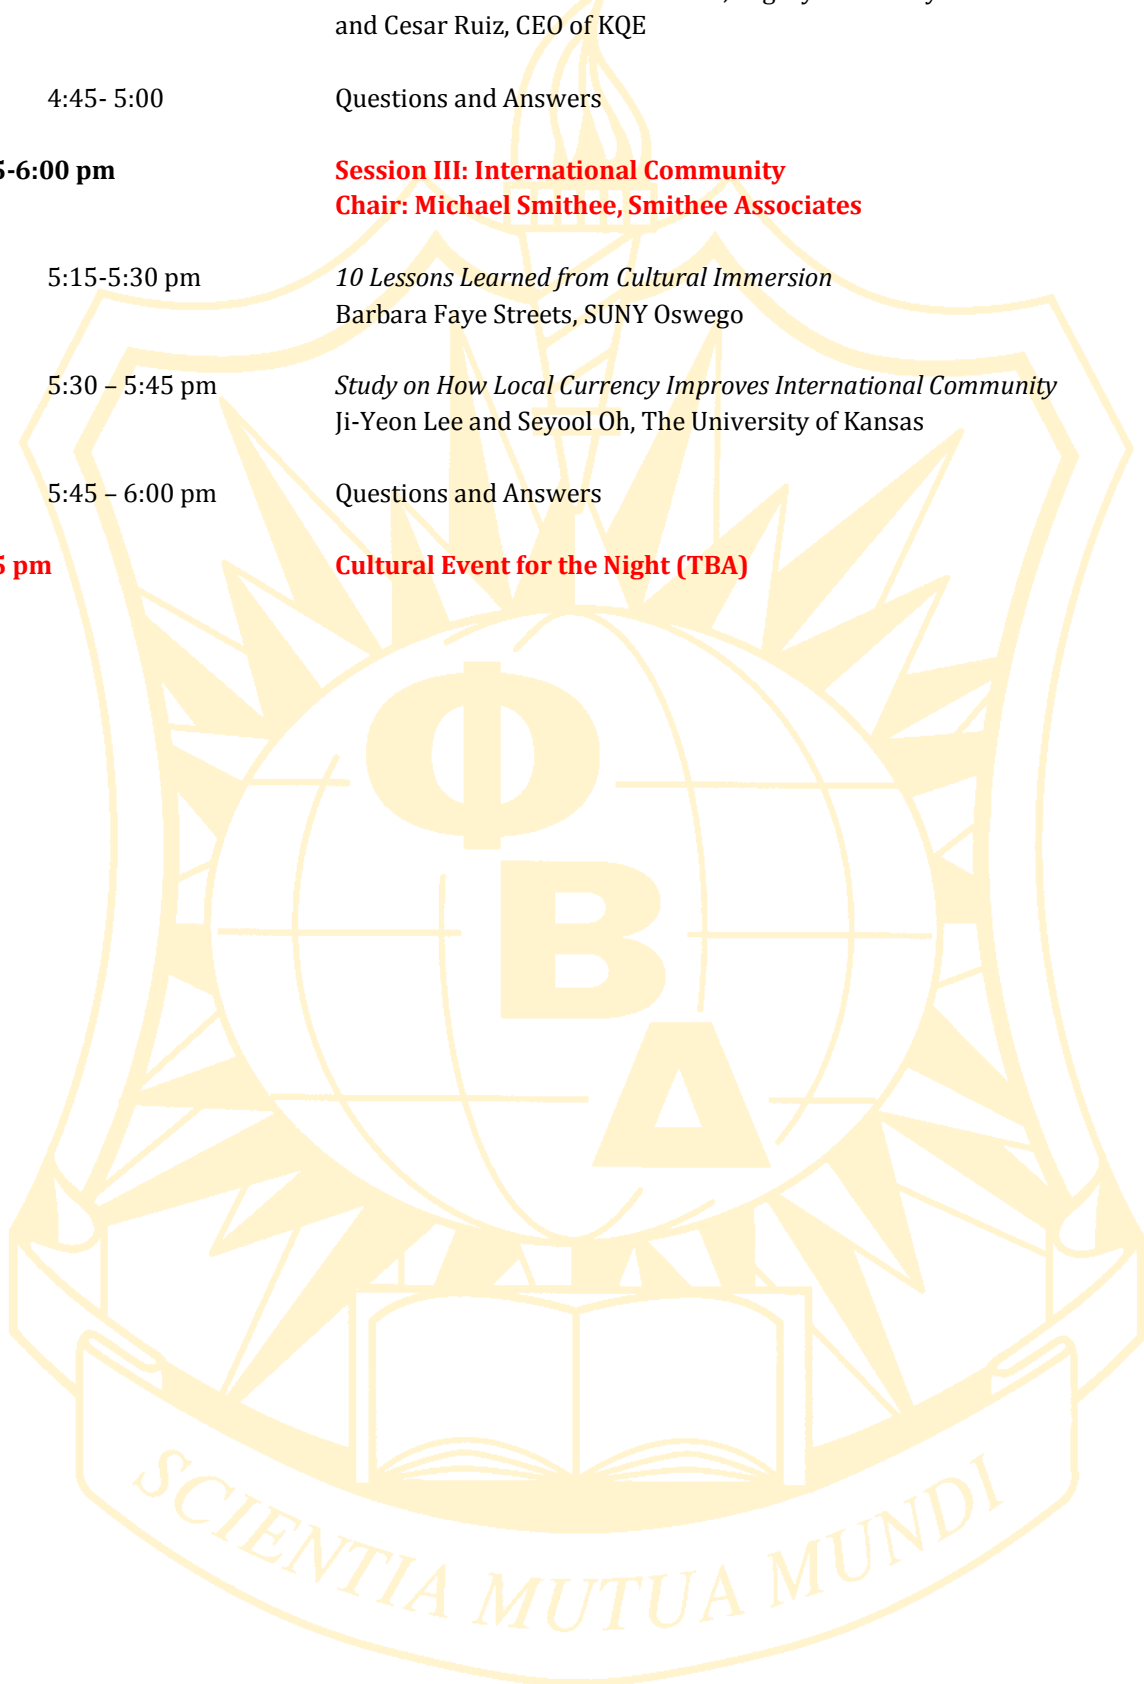 and Cesar Ruiz, CEO of KQE
4:45- 5:00 Questions and Answers
5-6:00 pm Session III: International Community
Chair: Michael Smithee, Smithee Associates
5:15-5:30 pm 10 Lessons Learned from Cultural Immersion
Barbara Faye Streets, SUNY Oswego
5:30 – 5:45 pm Study on How Local Currency Improves International Community
Ji-Yeon Lee and Seyool Oh, The University of Kansas
5:45 – 6:00 pm Questions and Answers
5 pm Cultural Event for the Night (TBA)
Φ
Β
Δ
SCIENTIA MUTUA MUNDI